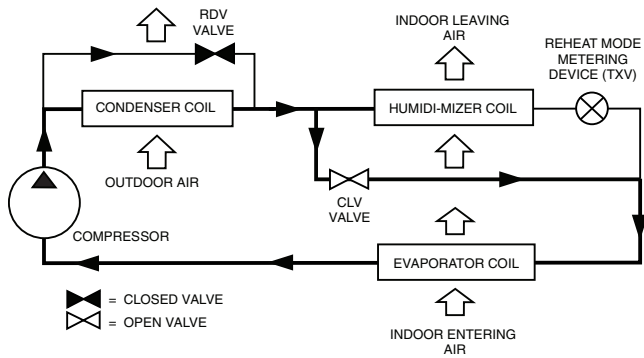 RDV
VALVE
INDOOR LEAVING
AIR
REHEAT MODE
METERING
DEVICE (TXV)
CONDENSER COIL
HUMIDI-MIZER COIL
OUTDOOR AIR
CLV
VALVE
COMPRESSOR
EVAPORATOR COIL
= CLOSED VALVE
= OPEN VALVE
INDOOR ENTERING
AIR